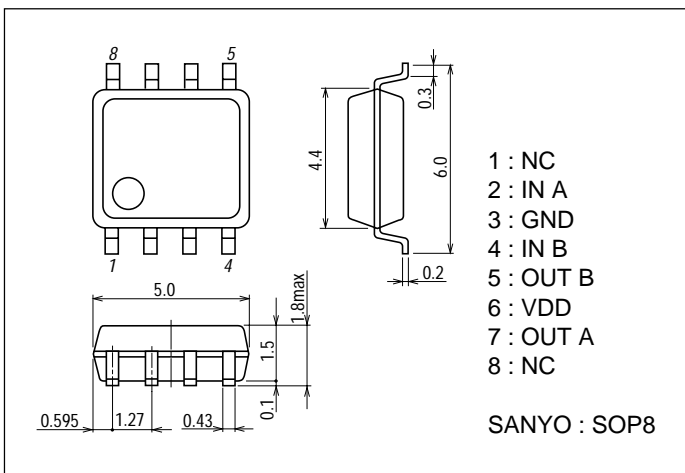 8 5
1 4
5.0
1.8max
1.5
0.1
0.595 1.27 0.43
4.4
0.3
6.0
0.2
1 : NC
2 : IN A
3 : GND
4 : IN B
5 : OUT B
6 : VDD
7 : OUT A
8 : NC
SANYO : SOP8